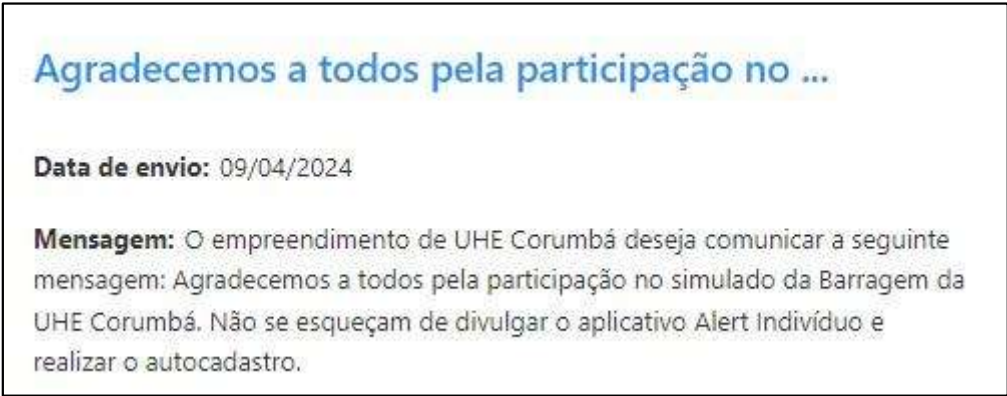 Agradecemos a todos pela participação no ...
Data de envio: 09/04/2024
Mensagem: O empreendimento de UHE Corumbá deseja comunicar a seguinte
mensagem: Agradecemos a todos pela participação no simulado da Barragem da
UHE Corumbá. Não se esqueçam de divulgar o aplicativo Alert Indivíduo e
realizar o autocadastro.